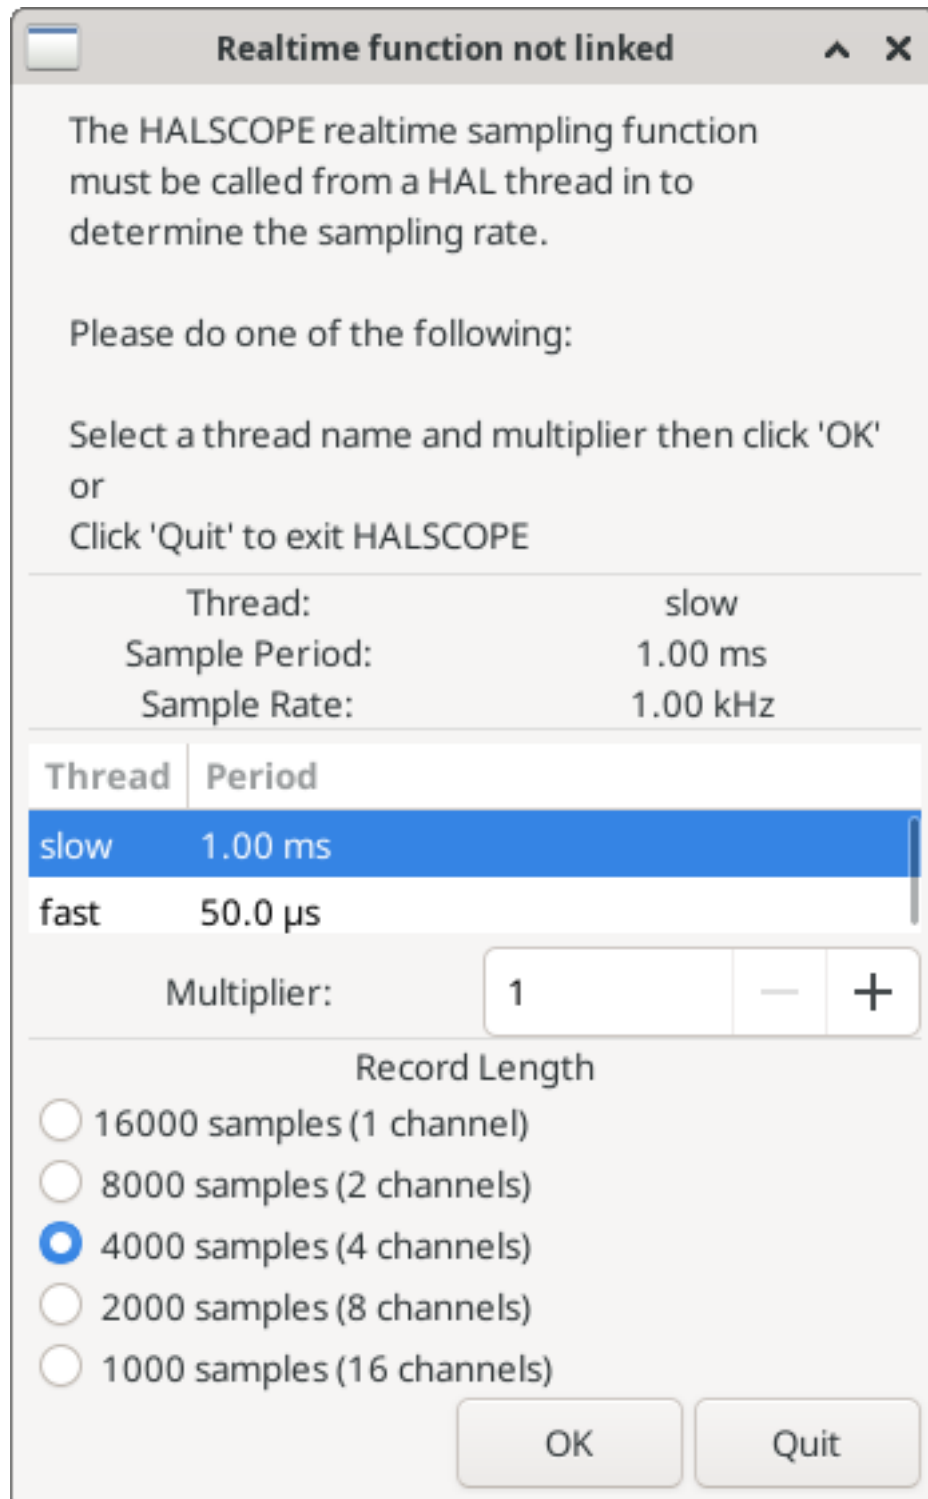 Realtime function not linked
The HALSCOPE realtime sampling function
must be called from a HAL thread in to
determine the sampling rate.
Please do one of the following:
Select a thread name and multiplier then click 'OK'
or
Click 'Quit' to exit HALSCOPE
Thread: slow
Sample Period: 1.00 ms
Sample Rate: 1.00 kHz
Thread Period
slow 1.00 ms
fast 50.0 µs
Multiplier: 1
Record Length
16000 samples (1 channel)
8000 samples (2 channels)
4000 samples (4 channels)
2000 samples (8 channels)
1000 samples (16 channels)
OK Quit